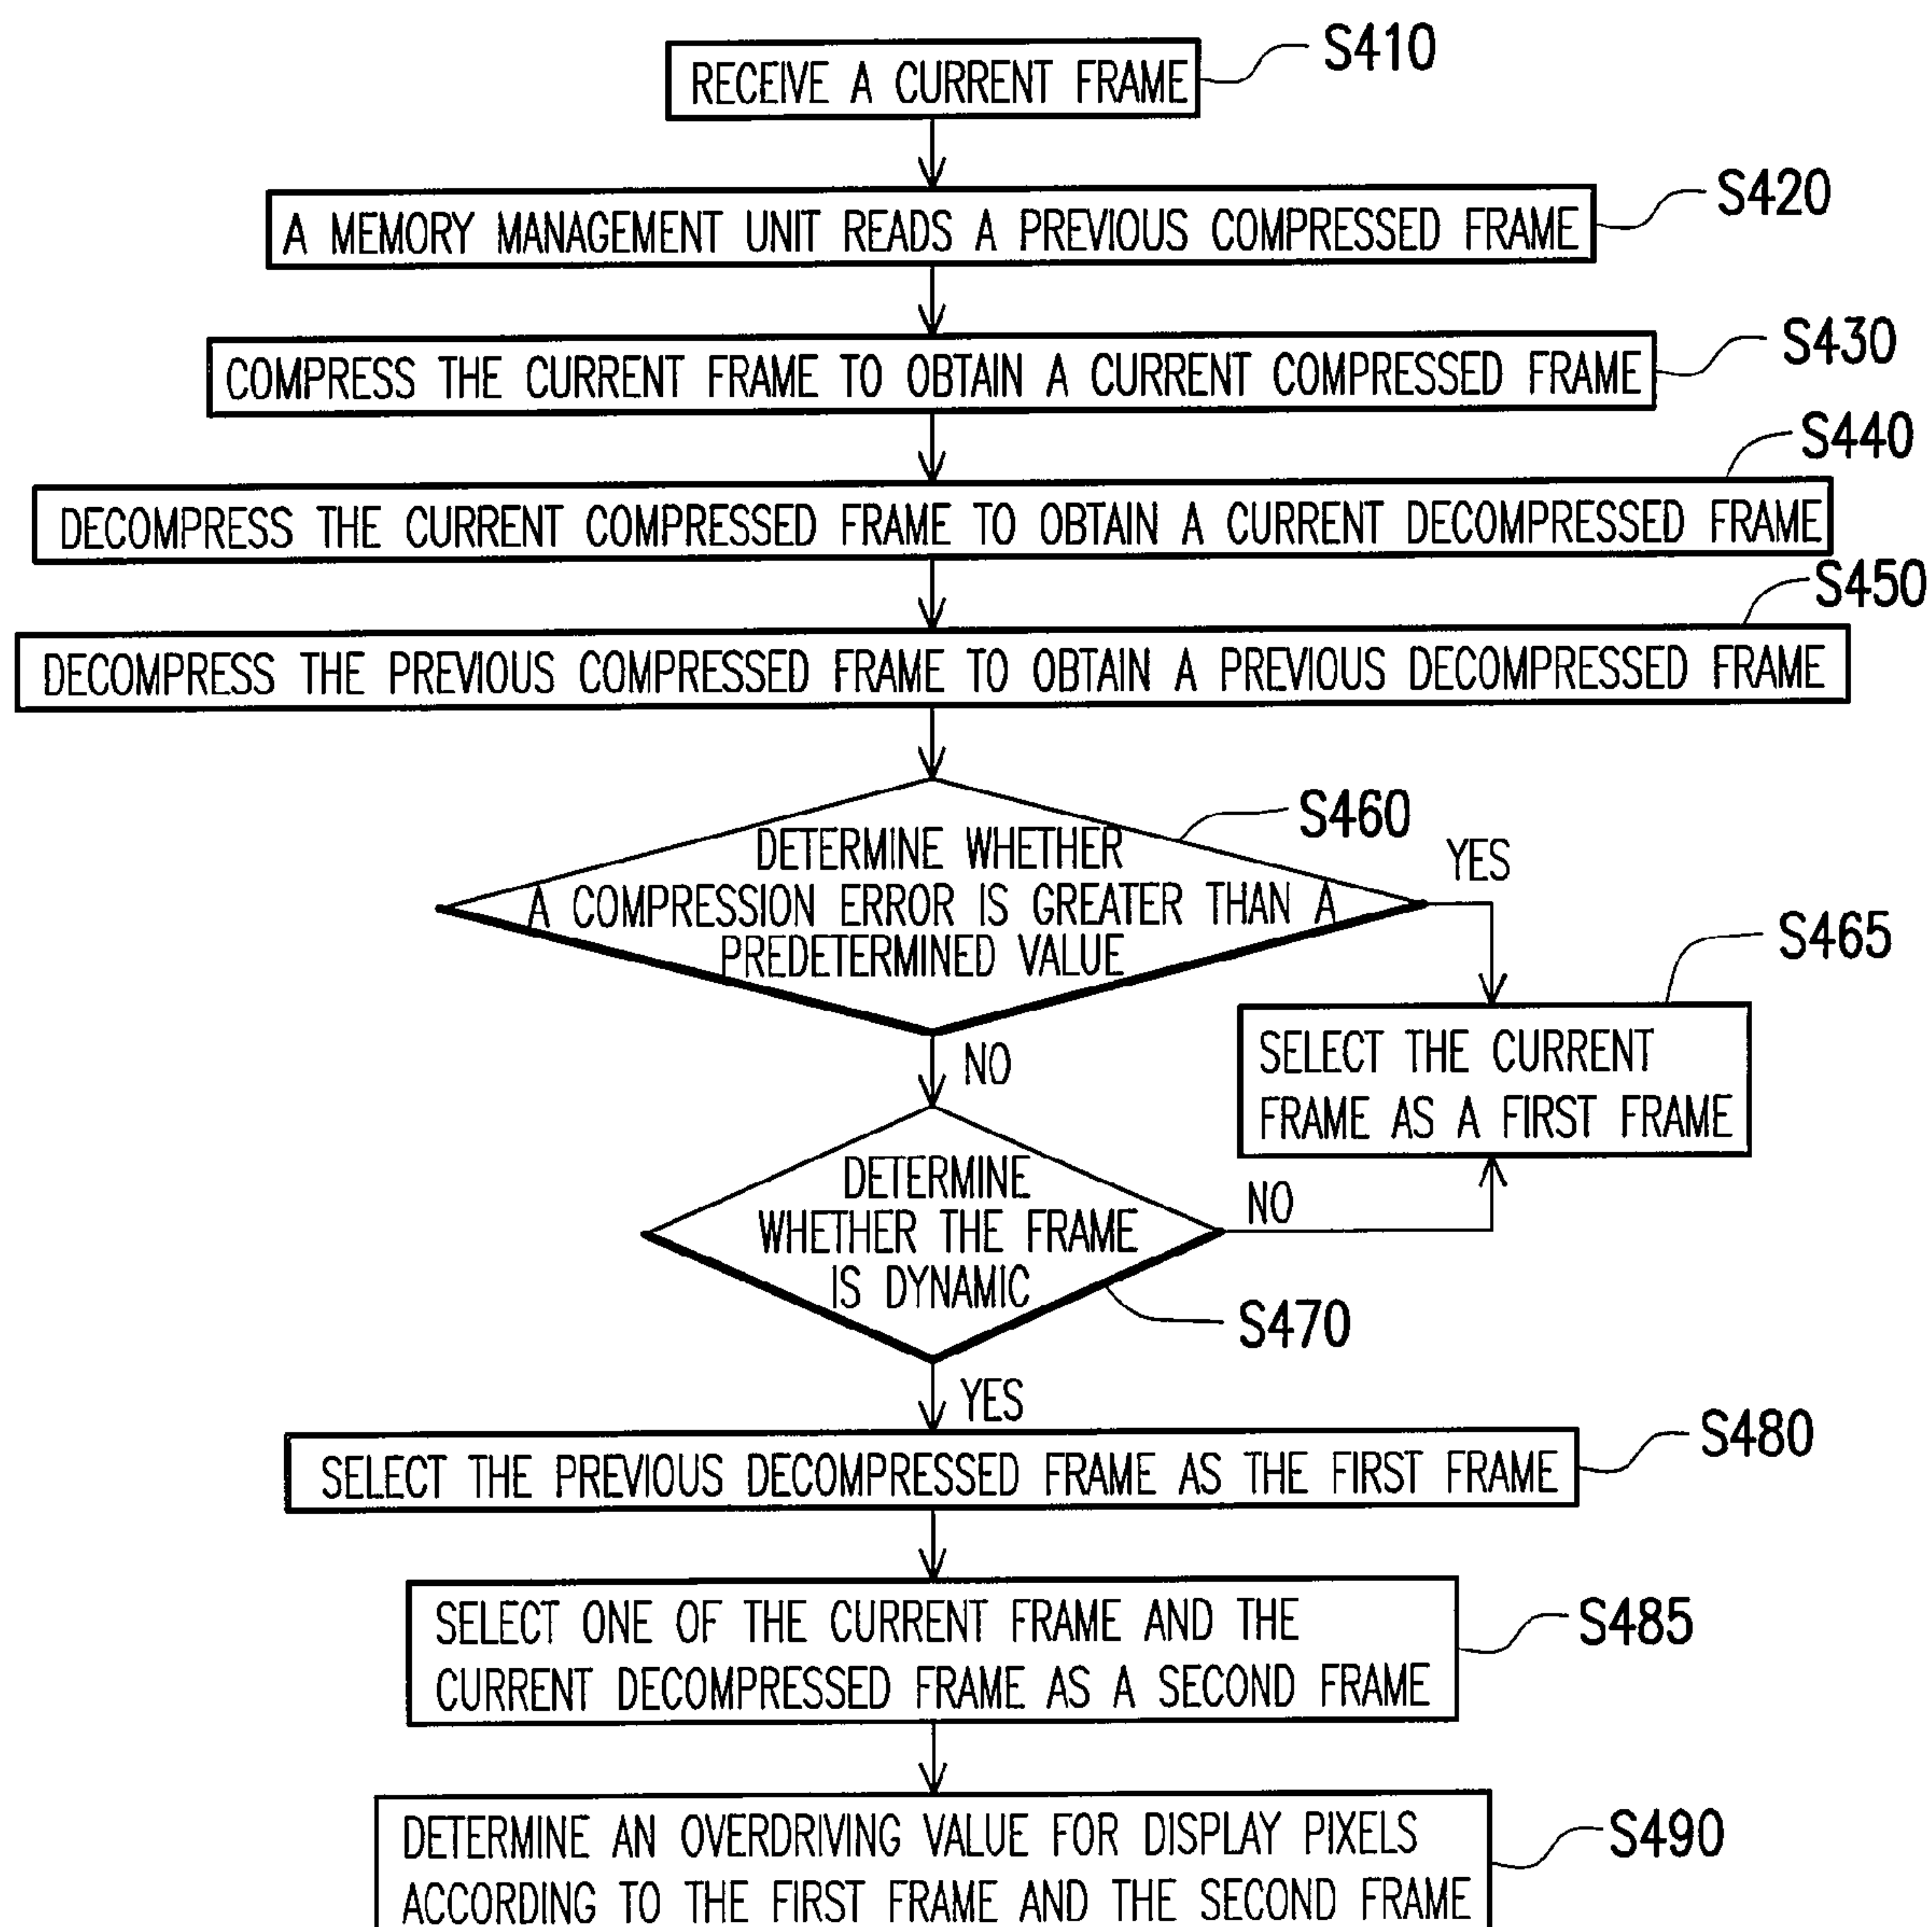 RECEIVE A CURRENT FRAME
S410
A MEMORY MANAGEMENT UNIT READS A PREVIOUS COMPRESSED FRAME
S420
COMPRESS THE CURRENT FRAME TO OBTAIN A CURRENT COMPRESSED FRAME
S430
DECOMPRESS THE CURRENT COMPRESSED FRAME TO OBTAIN A CURRENT DECOMPRESSED FRAME
S440
DECOMPRESS THE PREVIOUS COMPRESSED FRAME TO OBTAIN A PREVIOUS DECOMPRESSED FRAME
S450
DETERMINE WHETHER
A COMPRESSION ERROR IS GREATER THAN A
PREDETERMINED VALUE
S460
YES
NO
SELECT THE CURRENT
FRAME AS A FIRST FRAME
S465
DETERMINE
WHETHER THE FRAME
IS DYNAMIC
S470
NO
YES
SELECT THE PREVIOUS DECOMPRESSED FRAME AS THE FIRST FRAME
S480
SELECT ONE OF THE CURRENT FRAME AND THE
CURRENT DECOMPRESSED FRAME AS A SECOND FRAME
S485
DETERMINE AN OVERDRIVING VALUE FOR DISPLAY PIXELS
ACCORDING TO THE FIRST FRAME AND THE SECOND FRAME
S490